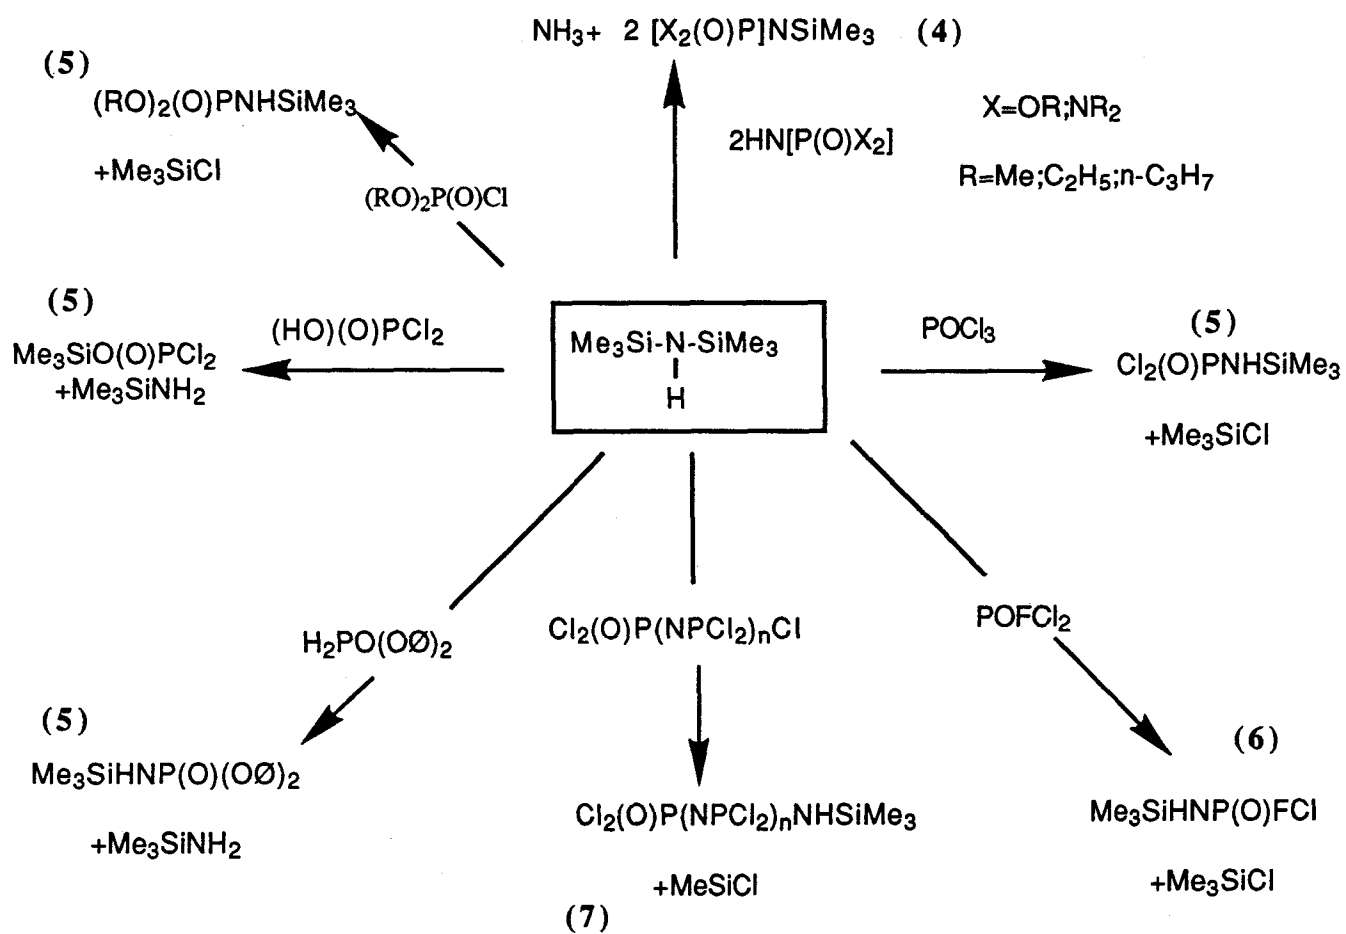 NH3+ 2 [X2(O)P]NSiMe3 (4)
(5)
(RO)2(O)PNHSiMe3
+Me3SiCl
X=OR;NR2
2HN[P(O)X2]
R=Me;C2H5;n-C3H7
(RO)2P(O)Cl
(5)
(HO)(O)PCl2
Me3SiO(O)PCl2
+Me3SiNH2
Me3Si-N-SiMe3
H
POCl3
(5)
Cl2(O)PNHSiMe3
+Me3SiCl
H2PO(OØ)2
Cl2(O)P(NPCl2)nCl
POFCl2
(5)
Me3SiHNP(O)(OØ)2
+Me3SiNH2
Cl2(O)P(NPCl2)nNHSiMe3
+MeSiCl
(7)
(6)
Me3SiHNP(O)FCl
+Me3SiCl